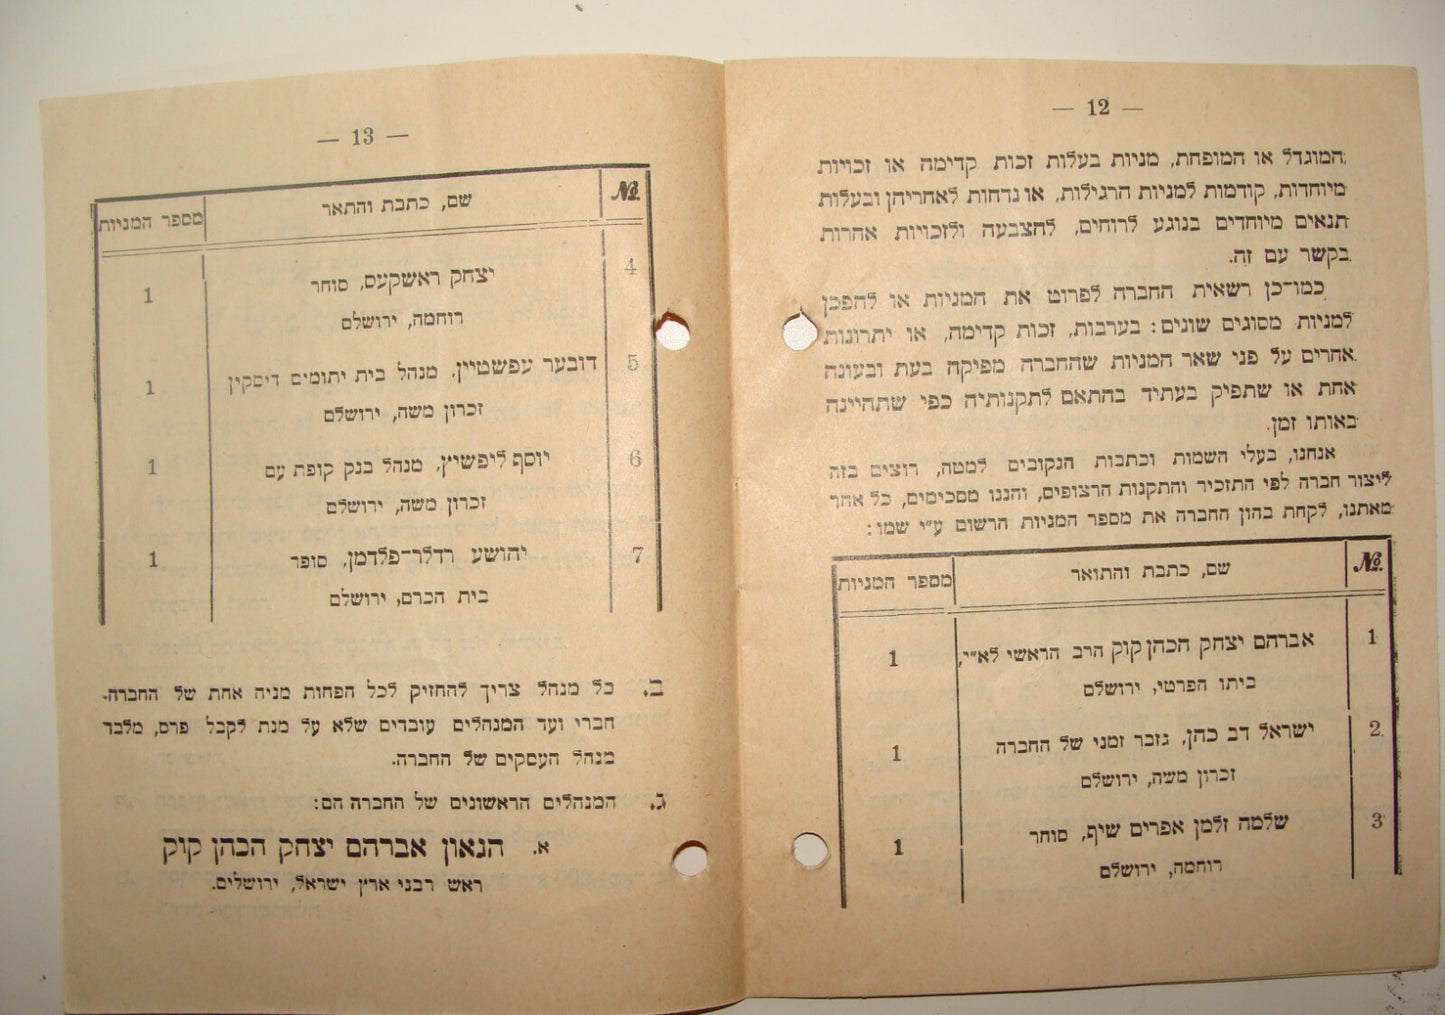 — 12 —
המוגדל או המופחת, מניות בעלות זכות קדימה או זכויות
מיוחדות, קודמות למניות הרגילות, או נדחות לאחריהן ובעלות
תנאים מיוחדים בנוגע לרוחים, להצבעה ולזכויות אחרות
בקשר עם זה.
כמו־כן רשאית החברה לפרוט את המניות או להפכן
למניות מסוגים שונים: בערבות, זכות קדימה, או יתרונות
אחרים על פני שאר המניות שהחברה מפיקה בעת ובעונה
אחת או שתפיק בעתיד בהתאם לתקנותיה כפי שתהיינה
באותו זמן.
אנחנו, בעלי השמות וכתבות הנקובים למטה, רוצים בזה
ליצור חברה לפי התזכיר והתקנות הרצופים, והננו מסכימים, כל אחד
מאתנו, לקחת בהון החברה את מספר המניות הרשום ע״י שמו:
№. שם, כתבת והתואר מספר המניות
1 אברהם יצחק הכהן קוק הרב הראשי לא״י, 1
ביתו הפרטי, ירושלם
2 ישראל דב כהן, גזבר זמני של החברה 1
זכרון משה, ירושלם
3 שלמה זלמן אפרים שיף, סוחר 1
רוחמה, ירושלם
— 13 —
№. שם, כתבת והתאר מספר המניות
4 יצחק ראשקעס, סוחר 1
רוחמה, ירושלם
5 דובער עפשטיין, מנהל בית יתומים דיסקין 1
זכרון משה, ירושלם
6 יוסף ליפשיץ, מנהל בנק קופת עם 1
זכרון משה, ירושלם
7 יהושע רדלר־פלדמן, סופר 1
בית הכרם, ירושלם
ב. כל מנהל צריך להחזיק לכל הפחות מניה אחת של החברה.
חברי ועד המנהלים עובדים שלא על מנת לקבל פרס, מלבד
מנהל העסקים של החברה.
ג. המנהלים הראשונים של החברה הם:
א. הגאון אברהם יצחק הכהן קוק
ראש רבני ארץ ישראל, ירושלים.